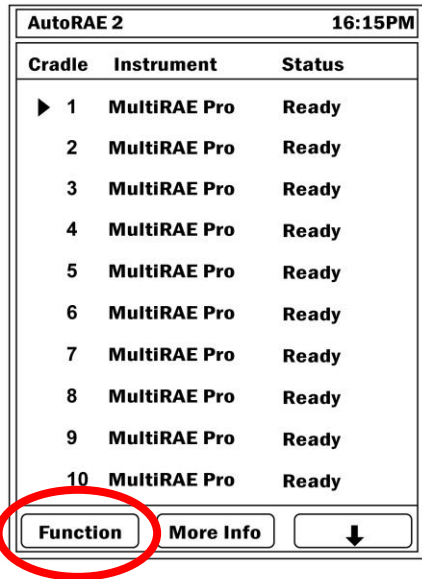 AutoRAE 2 16:15PM
Cradle Instrument Status
1 MultiRAE Pro Ready
2 MultiRAE Pro Ready
3 MultiRAE Pro Ready
4 MultiRAE Pro Ready
5 MultiRAE Pro Ready
6 MultiRAE Pro Ready
7 MultiRAE Pro Ready
8 MultiRAE Pro Ready
9 MultiRAE Pro Ready
10 MultiRAE Pro Ready
Function More Info